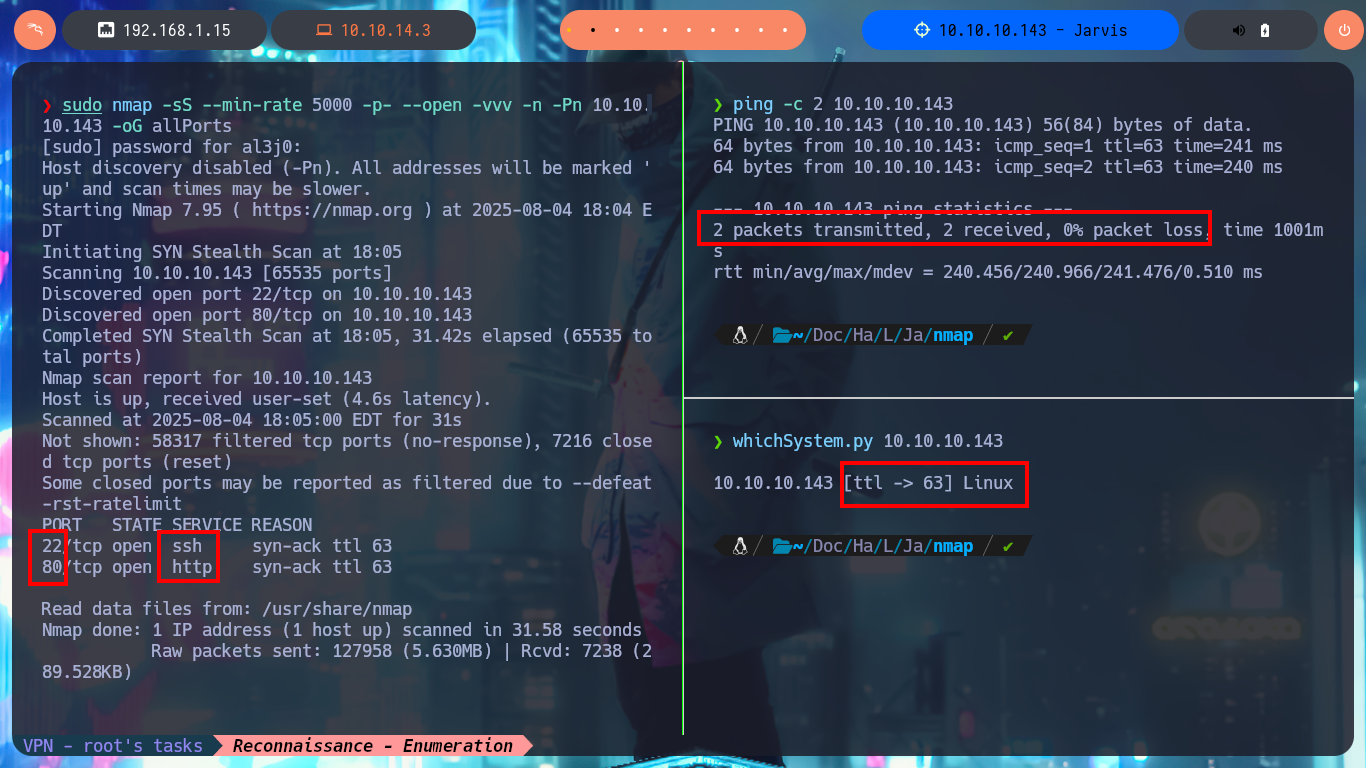 192.168.1.15
10.10.14.3
10.10.10.143 - Jarvis
❯ sudo nmap -sS --min-rate 5000 -p- --open -vvv -n -Pn 10.10.
10.143 -oG allPorts
[sudo] password for al3j0:
Host discovery disabled (-Pn). All addresses will be marked '
up' and scan times may be slower.
Starting Nmap 7.95 ( https://nmap.org ) at 2025-08-04 18:04 E
DT
Initiating SYN Stealth Scan at 18:05
Scanning 10.10.10.143 [65535 ports]
Discovered open port 22/tcp on 10.10.10.143
Discovered open port 80/tcp on 10.10.10.143
Completed SYN Stealth Scan at 18:05, 31.42s elapsed (65535 to
tal ports)
Nmap scan report for 10.10.10.143
Host is up, received user-set (4.6s latency).
Scanned at 2025-08-04 18:05:00 EDT for 31s
Not shown: 58317 filtered tcp ports (no-response), 7216 close
d tcp ports (reset)
Some closed ports may be reported as filtered due to --defeat
-rst-ratelimit
PORT   STATE SERVICE REASON
22/tcp open  ssh     syn-ack ttl 63
80/tcp open  http    syn-ack ttl 63
Read data files from: /usr/share/nmap
Nmap done: 1 IP address (1 host up) scanned in 31.58 seconds
Raw packets sent: 127958 (5.630MB) | Rcvd: 7238 (2
89.528KB)
❯ ping -c 2 10.10.10.143
PING 10.10.10.143 (10.10.10.143) 56(84) bytes of data.
64 bytes from 10.10.10.143: icmp_seq=1 ttl=63 time=241 ms
64 bytes from 10.10.10.143: icmp_seq=2 ttl=63 time=240 ms
--- 10.10.10.143 ping statistics ---
2 packets transmitted, 2 received, 0% packet loss, time 1001m
s
rtt min/avg/max/mdev = 240.456/240.966/241.476/0.510 ms
~/Doc/Ha/L/Ja/nmap / ✔
❯ whichSystem.py 10.10.10.143
10.10.10.143 [ttl -> 63] Linux
~/Doc/Ha/L/Ja/nmap / ✔
VPN - root's tasks
Reconnaissance - Enumeration